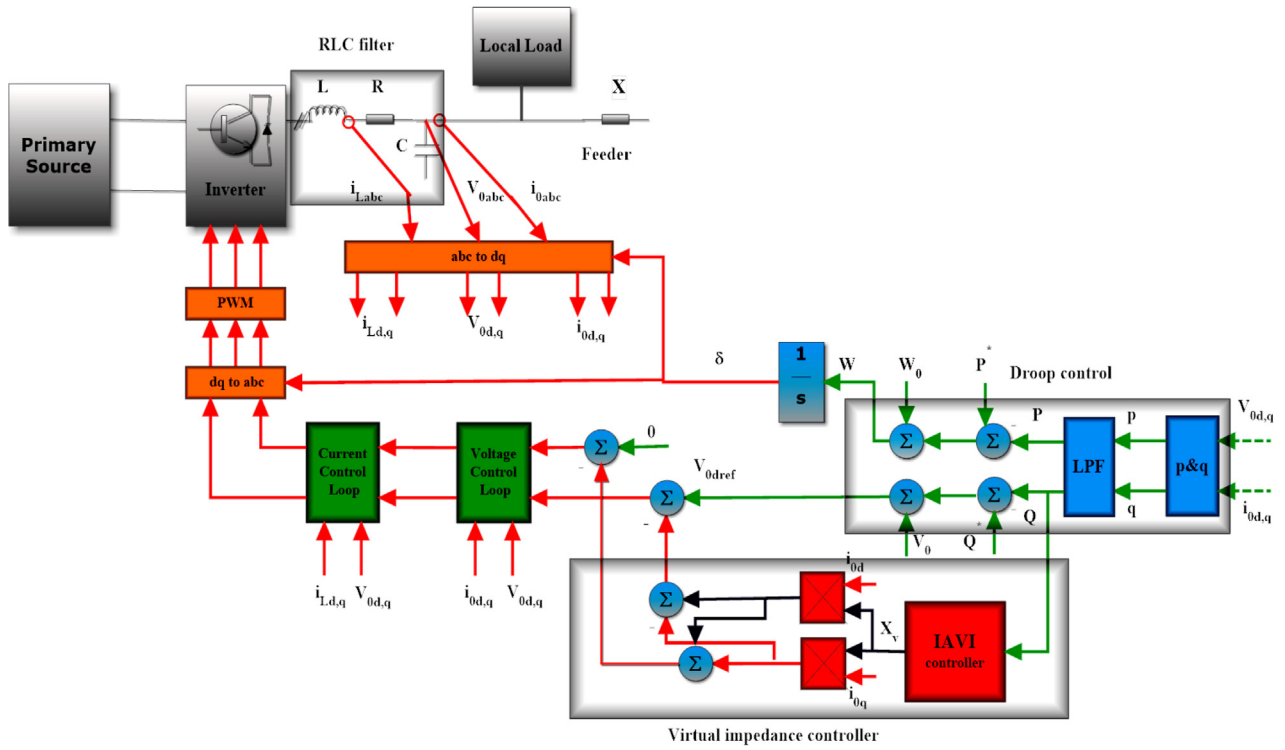 RLC filter
Local Load
L
R
X
Primary
Source
C
Feeder
Inverter
iLabc
V0abc
i0abc
abc to dq
PWM
iLd,q
V0d,q
i0d,q
δ
1
s
W
W0
P*
Droop control
dq to abc
P
p
V0d,q
Σ
Σ
LPF
p&q
0
Σ
Current
Control
Loop
Voltage
Control
Loop
V0dref
Σ
Σ
Σ
Q
q
i0d,q
V0
Q*
iLd,q
V0d,q
i0d,q
V0d,q
i0d
Σ
Xv
IAVI
controller
Σ
i0q
Virtual impedance controller